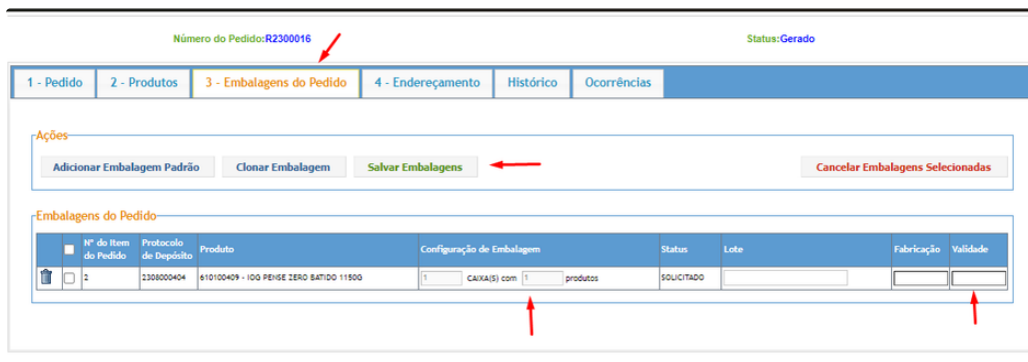 Número do Pedido:R2300016 Status:Gerado
1 - Pedido 2 - Produtos 3 - Embalagens do Pedido 4 - Endereçamento Histórico Ocorrências
Ações
Adicionar Embalagem Padrão Clonar Embalagem Salvar Embalagens Cancelar Embalagens Selecionadas
Embalagens do Pedido
N° do Item do Pedido Protocolo de Depósito Produto Configuração de Embalagem Status Lote Fabricação Validade
2 2308000404 610100409 - IOG PENSE ZERO BATIDO 1150G 1 CAIXA(S) com 1 produtos SOLICITADO